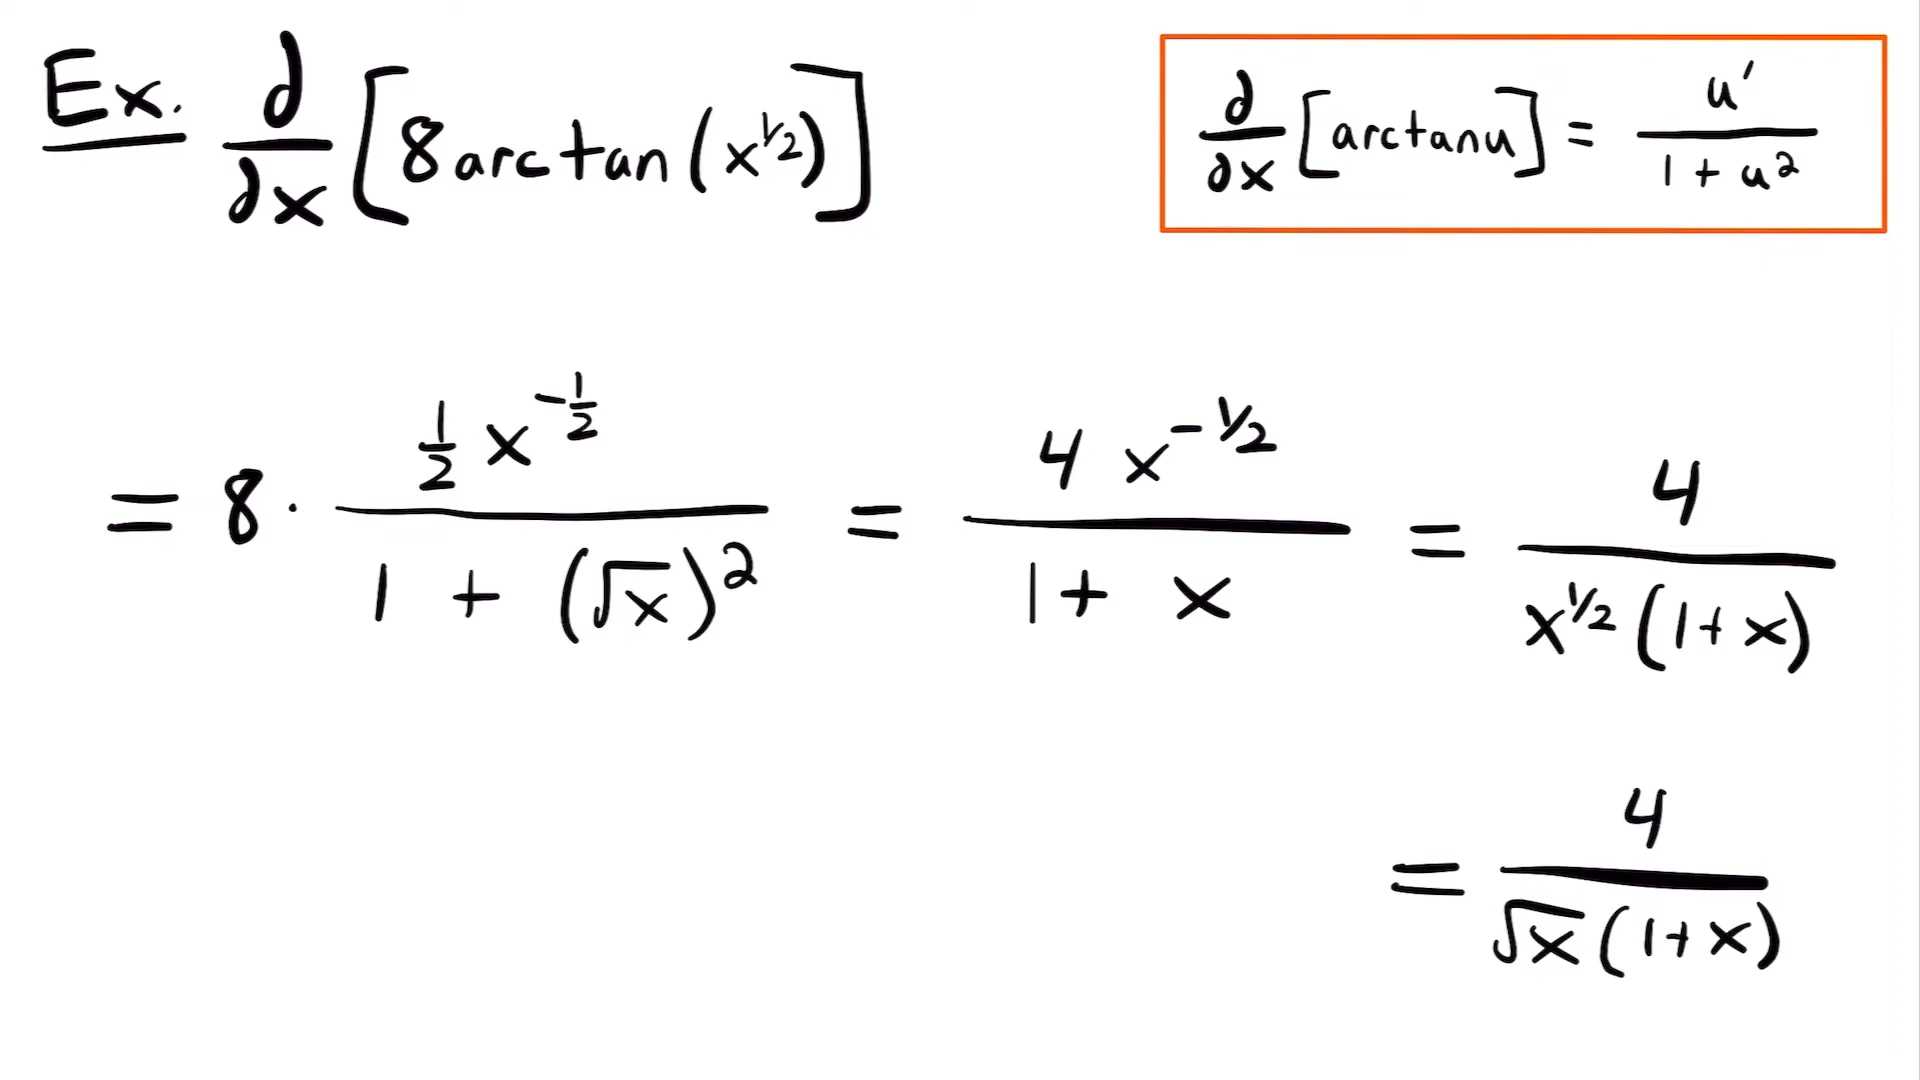 Ex. d/dx [8 arctan(x^{1/2})]
d/dx [arctan u] = u' / (1 + u^2)
= 8 · (1/2 x^{-1/2}) / (1 + (√x)^2) = 4 x^{-1/2} / (1 + x) = 4 / (x^{1/2} (1 + x))
= 4 / (√x (1 + x))